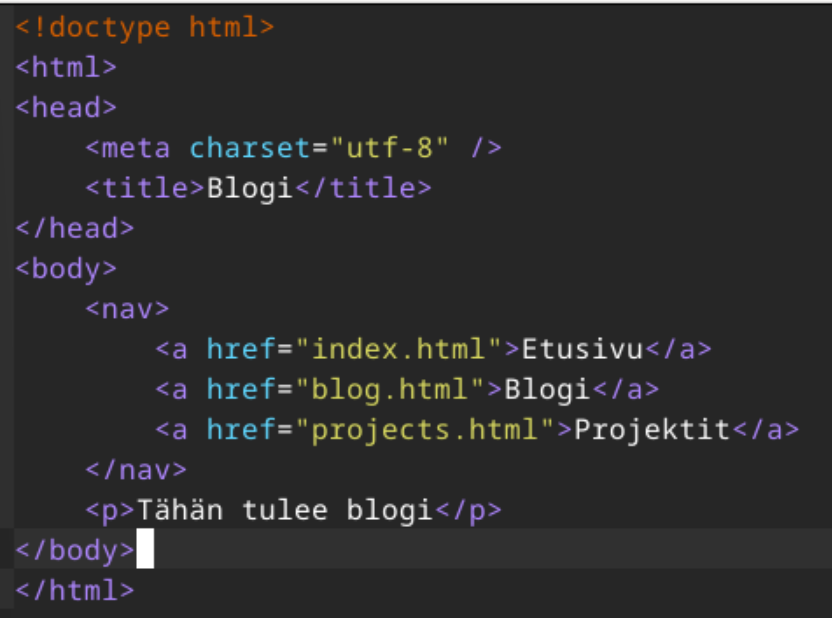 <!doctype html>
<html>
<head>
    <meta charset="utf-8" />
    <title>Blogi</title>
</head>
<body>
    <nav>
        <a href="index.html">Etusivu</a>
        <a href="blog.html">Blogi</a>
        <a href="projects.html">Projektit</a>
    </nav>
    <p>Tähän tulee blogi</p>
</body>
</html>